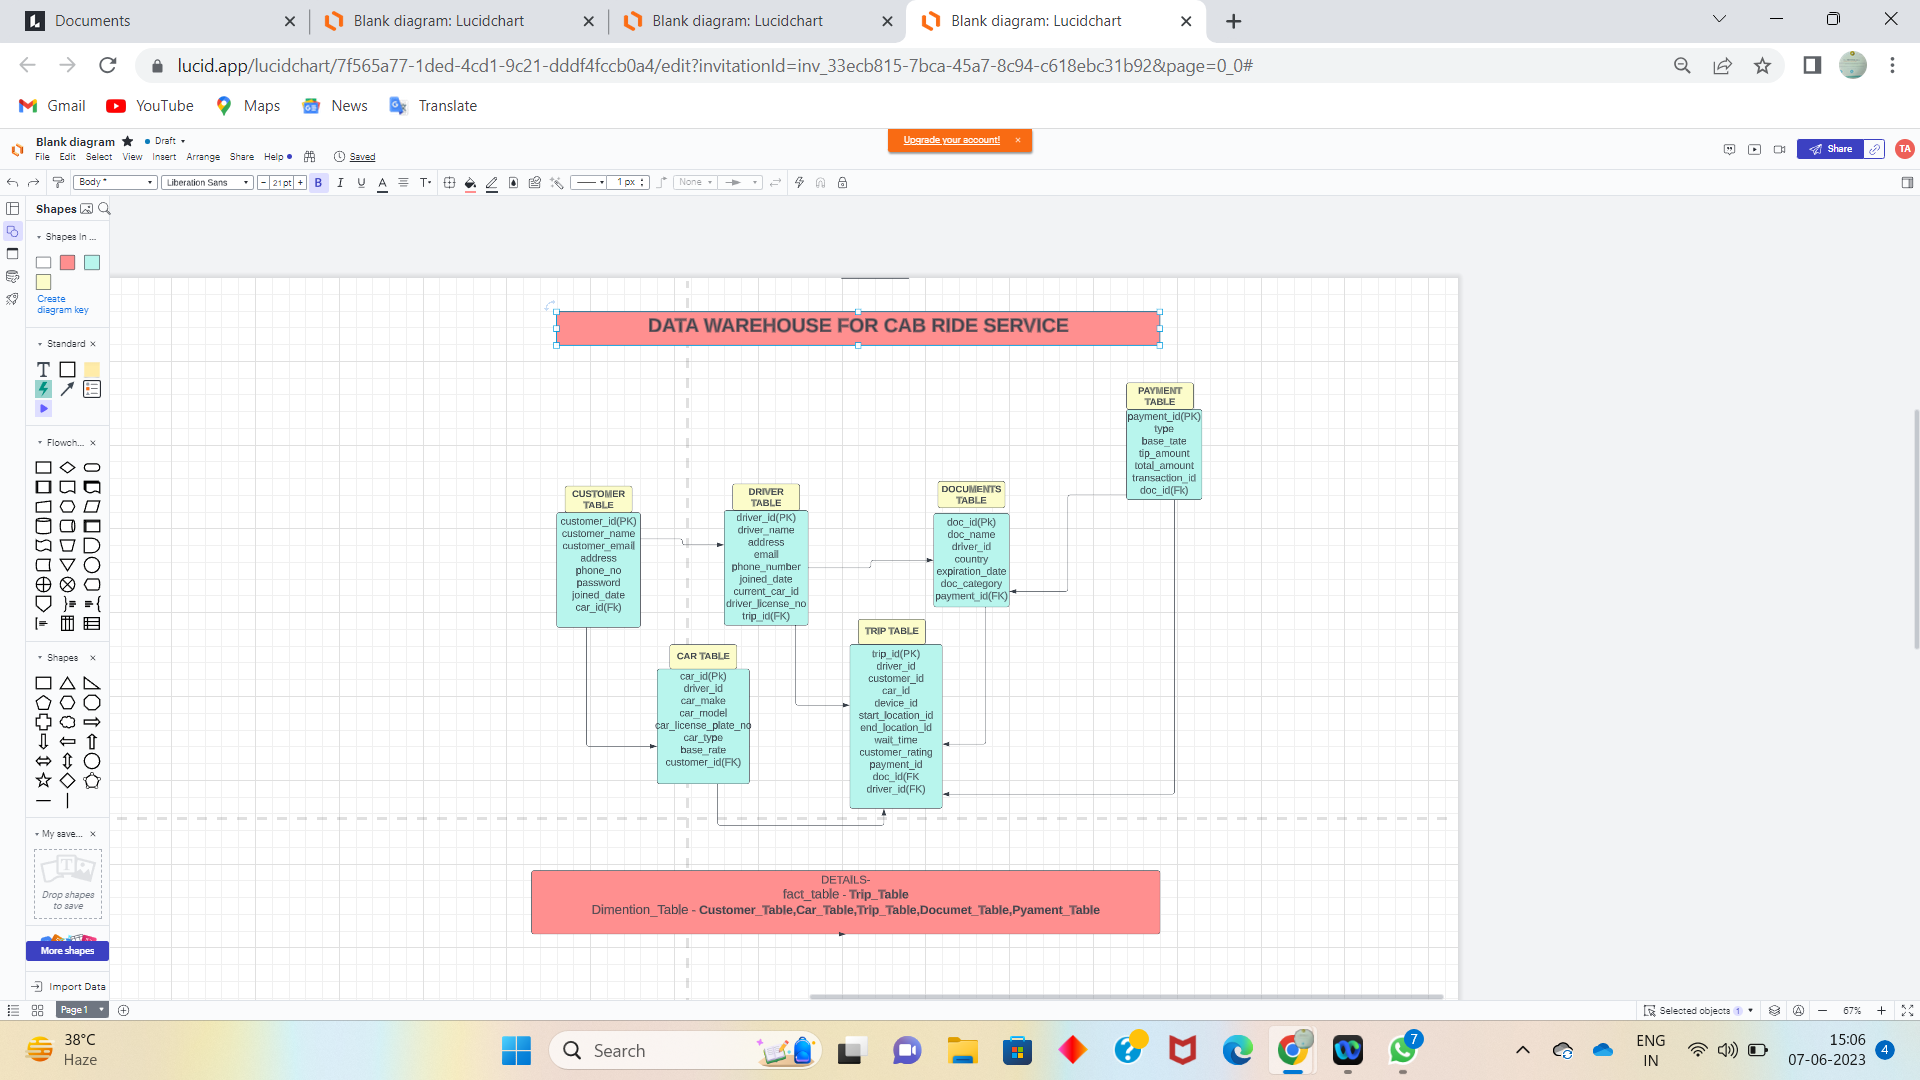 Documents
Blank diagram: Lucidchart
Blank diagram: Lucidchart
Blank diagram: Lucidchart
lucid.app/lucidchart/7f565a77-1ded-4cd1-9c21-dddf4fccb0a4/edit?invitationId=inv_33ecb815-7bca-45a7-8c94-c618ebc31b92&page=0_0#
Gmail YouTube Maps News Translate
Blank diagram Draft
Upgrade your account!
File Edit Select View Insert Arrange Share Help Saved
Share TA
Body* Liberation Sans 21 pt B I U A T 1 px None
Shapes
Shapes In ...
Create diagram key
Standard
T
Flowch...
Shapes
My save...
Drop shapes to save
More shapes
Import Data
DATA WAREHOUSE FOR CAB RIDE SERVICE
PAYMENT
TABLE
payment_id(PK)
type
base_tate
tip_amount
total_amount
transaction_id
doc_id(Fk)
CUSTOMER
TABLE
customer_id(PK)
customer_name
customer_email
address
phone_no
password
joined_date
car_id(Fk)
DRIVER
TABLE
driver_id(PK)
driver_name
address
email
phone_number
joined_date
current_car_id
driver_license_no
trip_id(FK)
DOCUMENTS
TABLE
doc_id(Pk)
doc_name
driver_id
country
expiration_date
doc_category
payment_id(FK)
CAR TABLE
car_id(Pk)
driver_id
car_make
car_model
car_license_plate_no
car_type
base_rate
customer_id(FK)
TRIP TABLE
trip_id(PK)
driver_id
customer_id
car_id
device_id
start_location_id
end_location_id
wait_time
customer_rating
payment_id
doc_id(FK
driver_id(FK)
DETAILS-
fact_table - Trip_Table
Dimention_Table - Customer_Table,Car_Table,Trip_Table,Documet_Table,Pyament_Table
Page 1
Selected objects 1 67%
38°C
Haze
Search
7
ENG
IN
15:06
07-06-2023
4